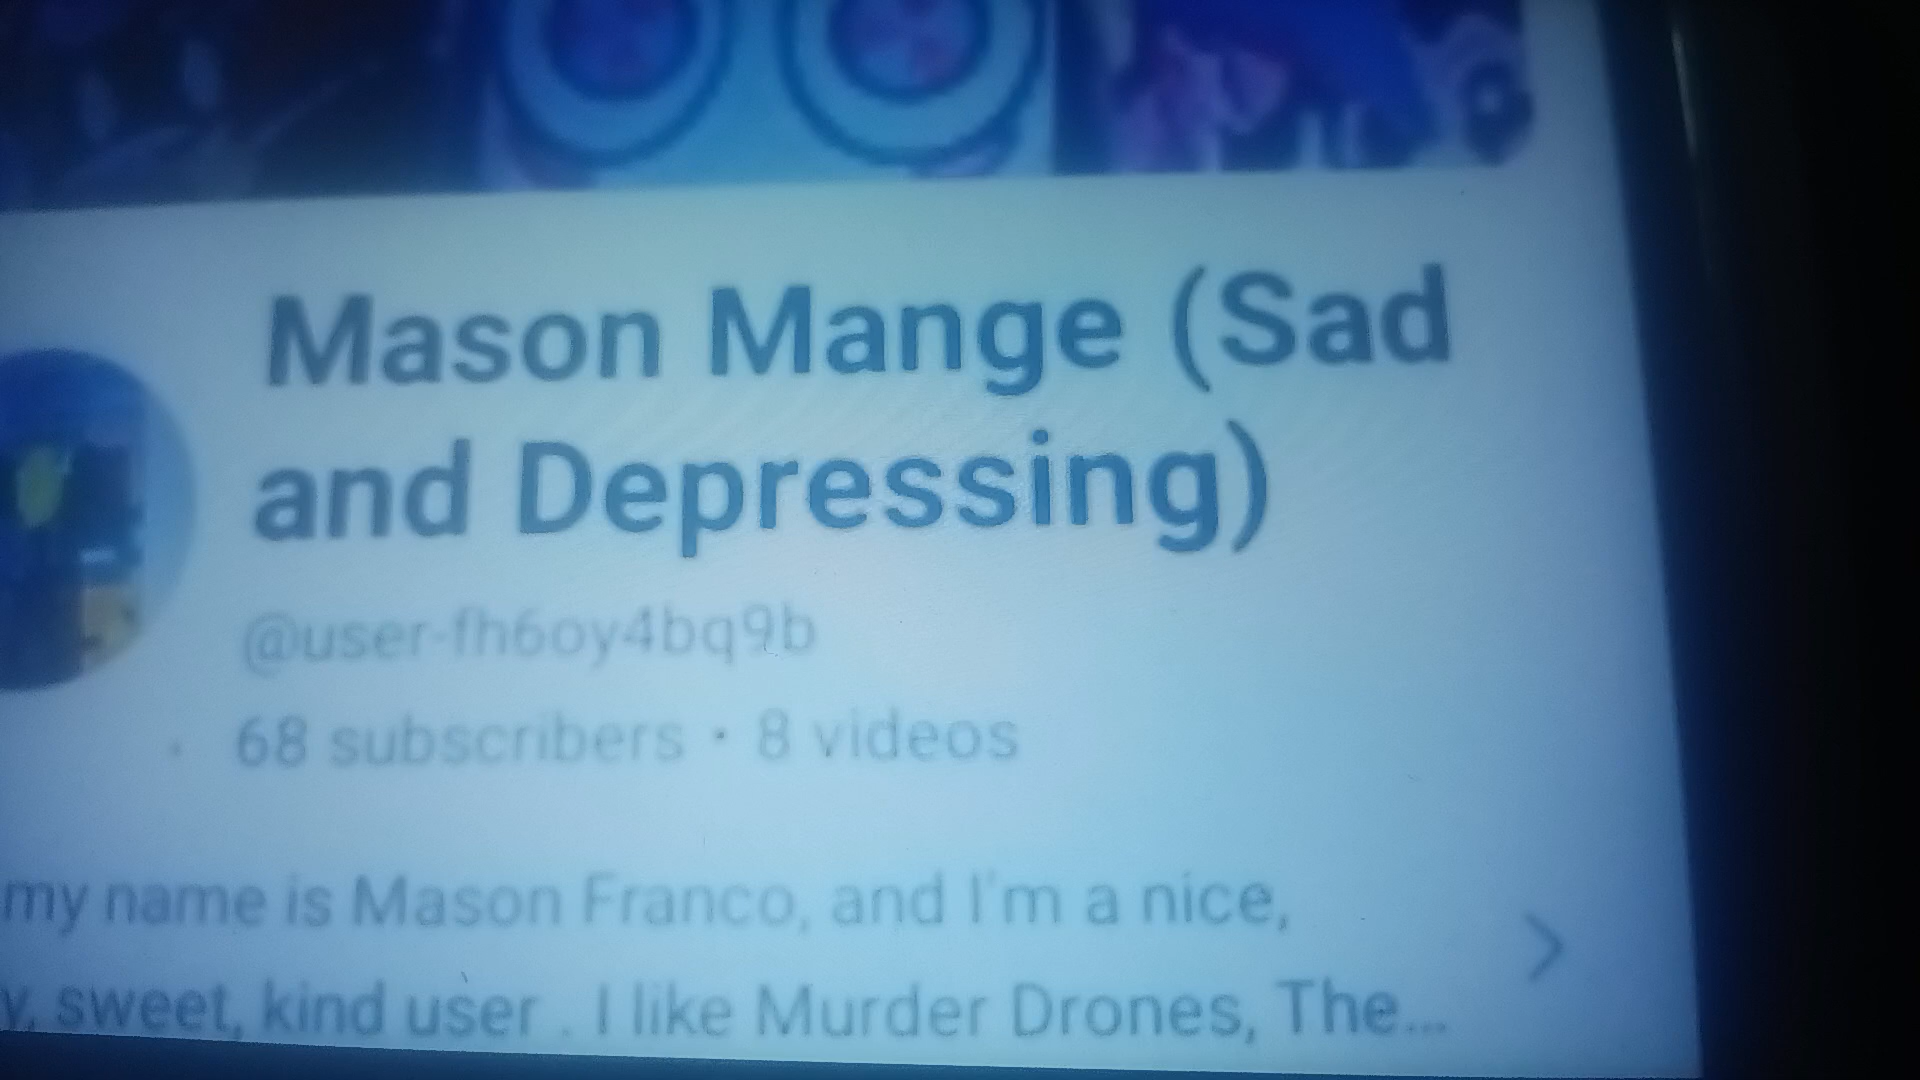 Mason Mange (Sad
and Depressing)
@user-fh6oy4bq9b
68 subscribers • 8 videos
my name is Mason Franco, and I'm a nice,
sweet, kind user . I like Murder Drones, The...